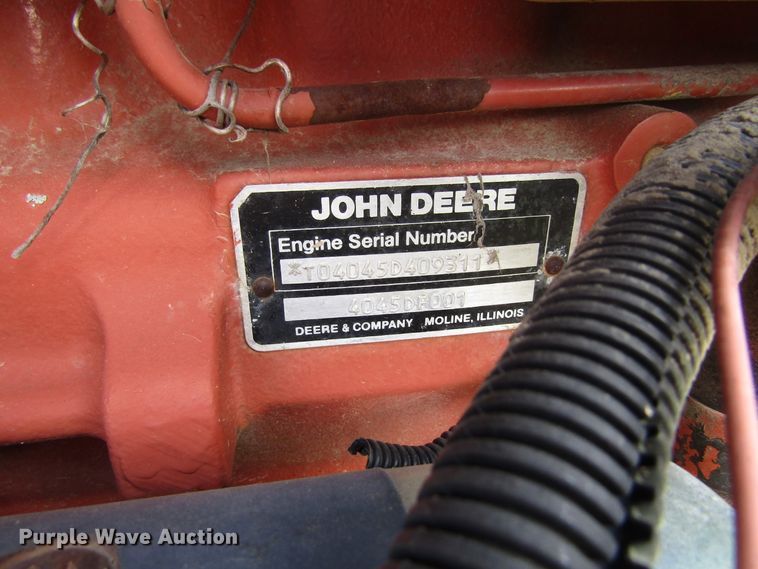 JOHN DEERE
Engine Serial Number
*T04045D409311*
4045DF001
DEERE & COMPANY MOLINE, ILLINOIS
Purple Wave Auction